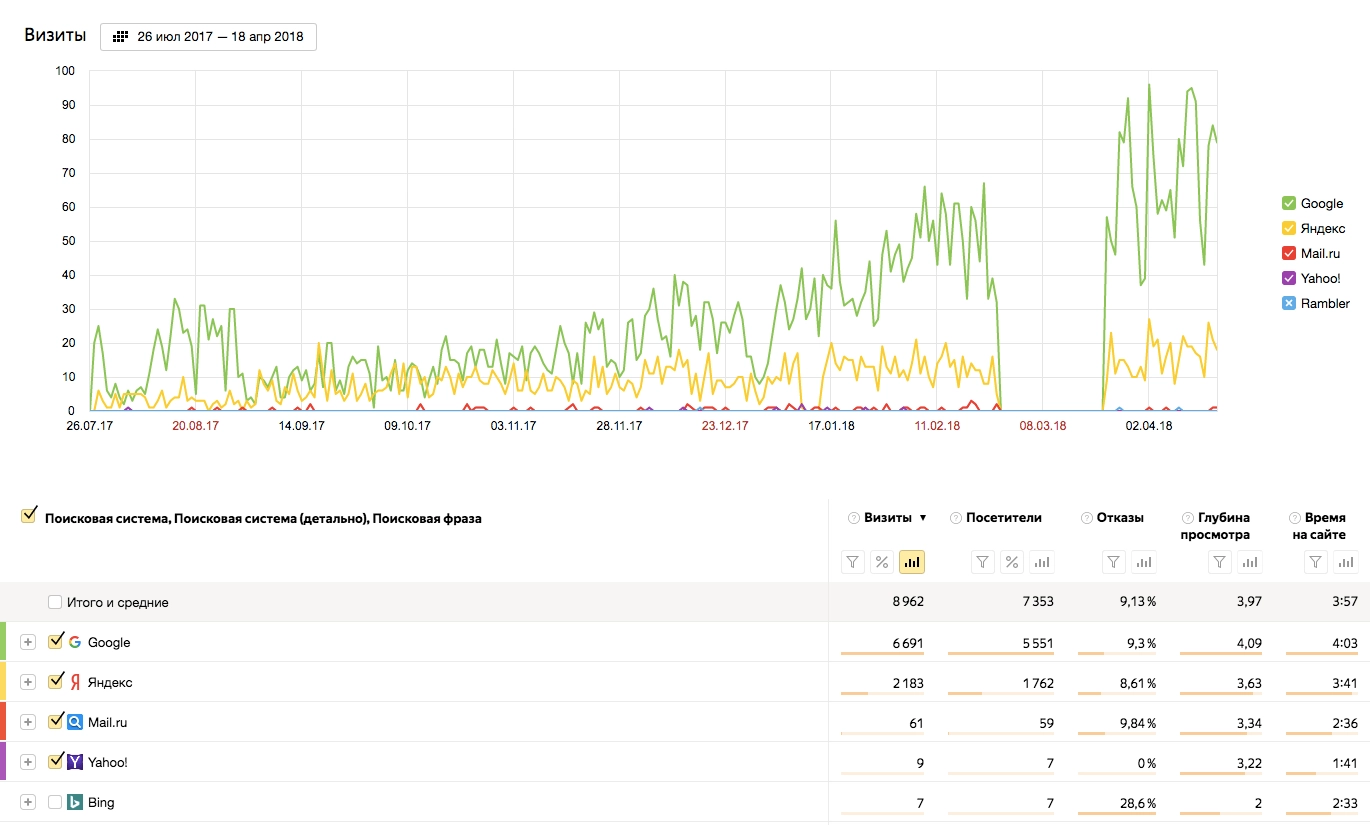 Визиты
26 июл 2017 — 18 апр 2018
100
90
80
70
60
50
40
30
20
10
0
26.07.17 20.08.17 14.09.17 09.10.17 03.11.17 28.11.17 23.12.17 17.01.18 11.02.18 08.03.18 02.04.18
Google
Яндекс
Mail.ru
Yahoo!
Rambler
Поисковая система, Поисковая система (детально), Поисковая фраза
? Визиты ▼ ? Посетители ? Отказы ? Глубина просмотра ? Время на сайте
% %
Итого и средние 8 962 7 353 9,13 % 3,97 3:57
+ Google 6 691 5 551 9,3 % 4,09 4:03
+ Яндекс 2 183 1 762 8,61 % 3,63 3:41
+ Mail.ru 61 59 9,84 % 3,34 2:36
+ Yahoo! 9 7 0 % 3,22 1:41
+ Bing 7 7 28,6 % 2 2:33